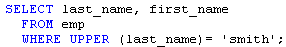 SELECT last_name, first_name
FROM emp
WHERE UPPER (last_name)= 'smith';